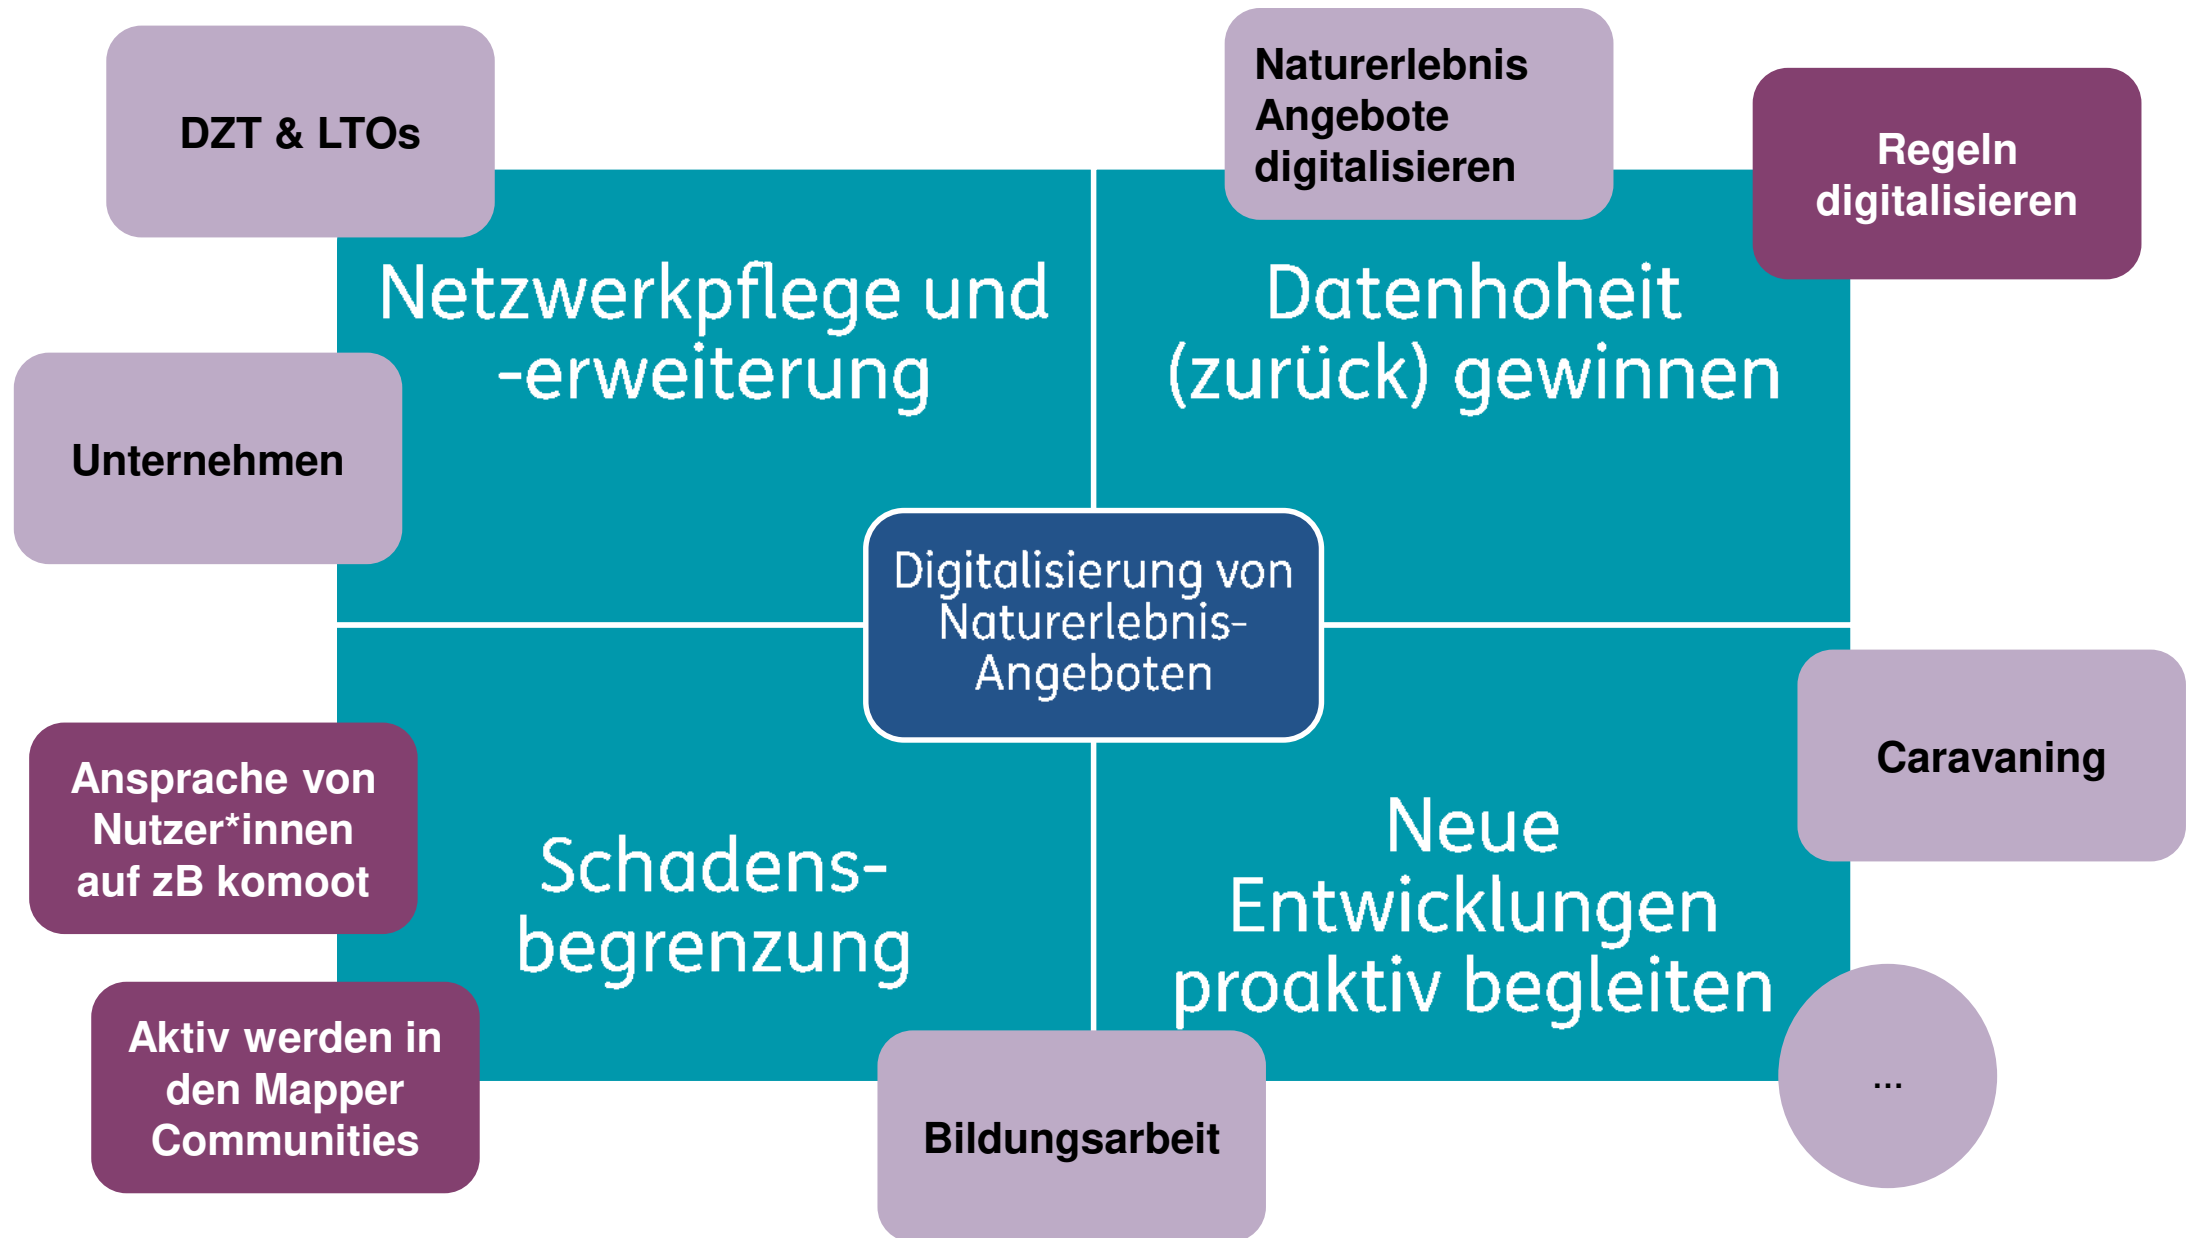 DZT & LTOs
Naturerlebnis
Angebote
digitalisieren
Regeln
digitalisieren
Netzwerkpflege und
-erweiterung
Datenhoheit
(zurück) gewinnen
Unternehmen
Digitalisierung von
Naturerlebnis-
Angeboten
Ansprache von
Nutzer*innen
auf zB komoot
Caravaning
Schadens-
begrenzung
Neue
Entwicklungen
proaktiv begleiten
Aktiv werden in
den Mapper
Communities
Bildungsarbeit
...